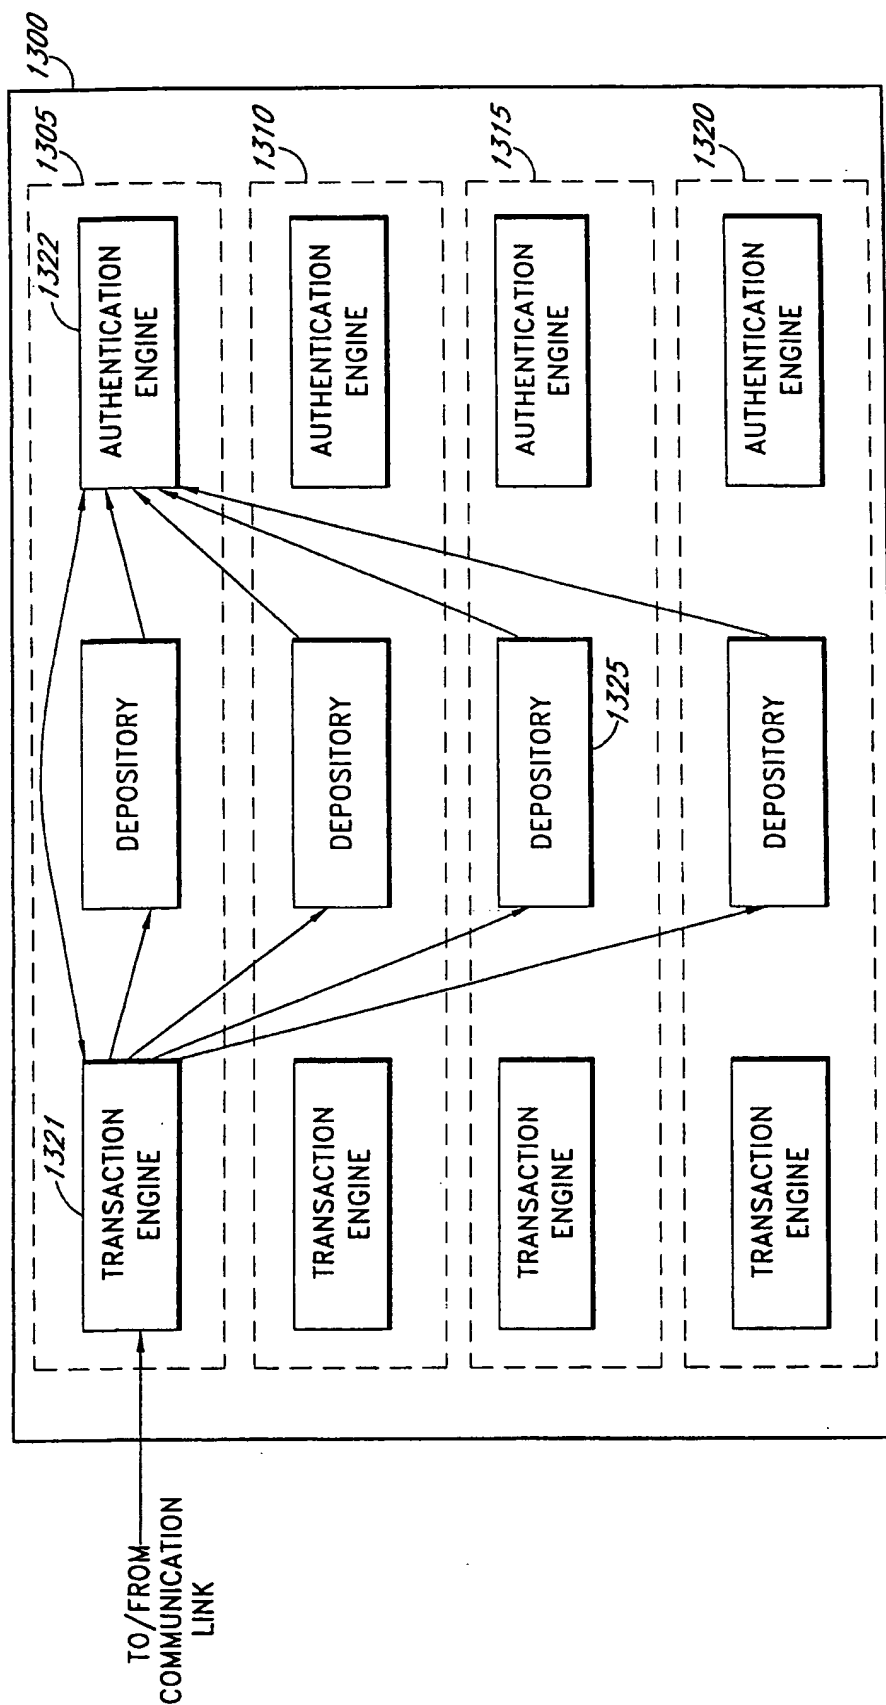 1300
1305
1321
1322
TO/FROM
COMMUNICATION
LINK
TRANSACTION
ENGINE
DEPOSITORY
AUTHENTICATION
ENGINE
1310
TRANSACTION
ENGINE
DEPOSITORY
AUTHENTICATION
ENGINE
1315
TRANSACTION
ENGINE
DEPOSITORY
1325
AUTHENTICATION
ENGINE
1320
TRANSACTION
ENGINE
DEPOSITORY
AUTHENTICATION
ENGINE